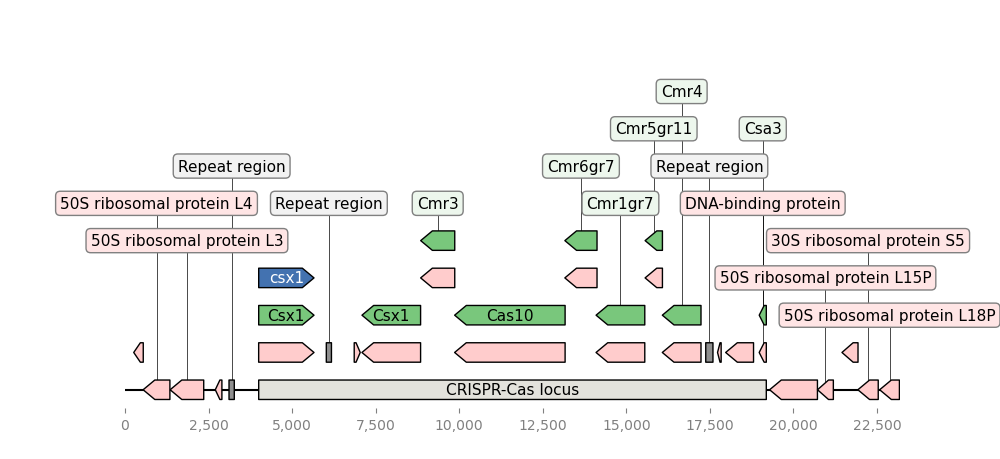 Cmr4
Cmr5gr11
Csa3
Repeat region
Cmr6gr7
Repeat region
50S ribosomal protein L4
Repeat region
Cmr3
Cmr1gr7
DNA-binding protein
50S ribosomal protein L3
30S ribosomal protein S5
csx1
50S ribosomal protein L15P
Csx1
Csx1
Cas10
50S ribosomal protein L18P
CRISPR-Cas locus
0
2,500
5,000
7,500
10,000
12,500
15,000
17,500
20,000
22,500